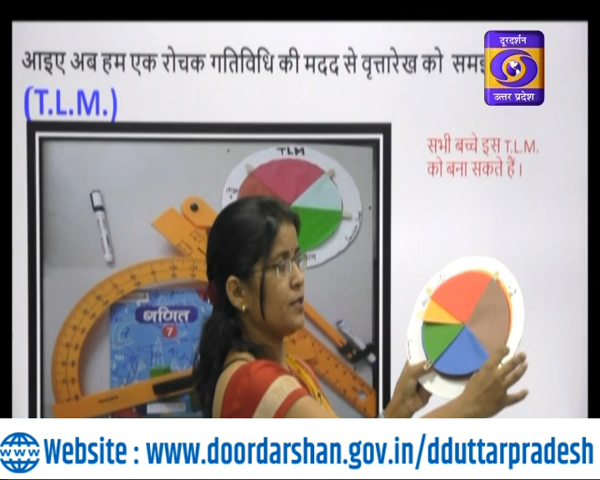 आइए अब हम एक रोचक गतिविधि की मदद से वृत्तारेख को
(T.L.M.)
दूरदर्शन
उत्तर प्रदेश
सभी बच्चे इस T.L.M.
को बना सकते हैं।
TLM
गणित
7
Website : www.doordarshan.gov.in/dduttarpradesh